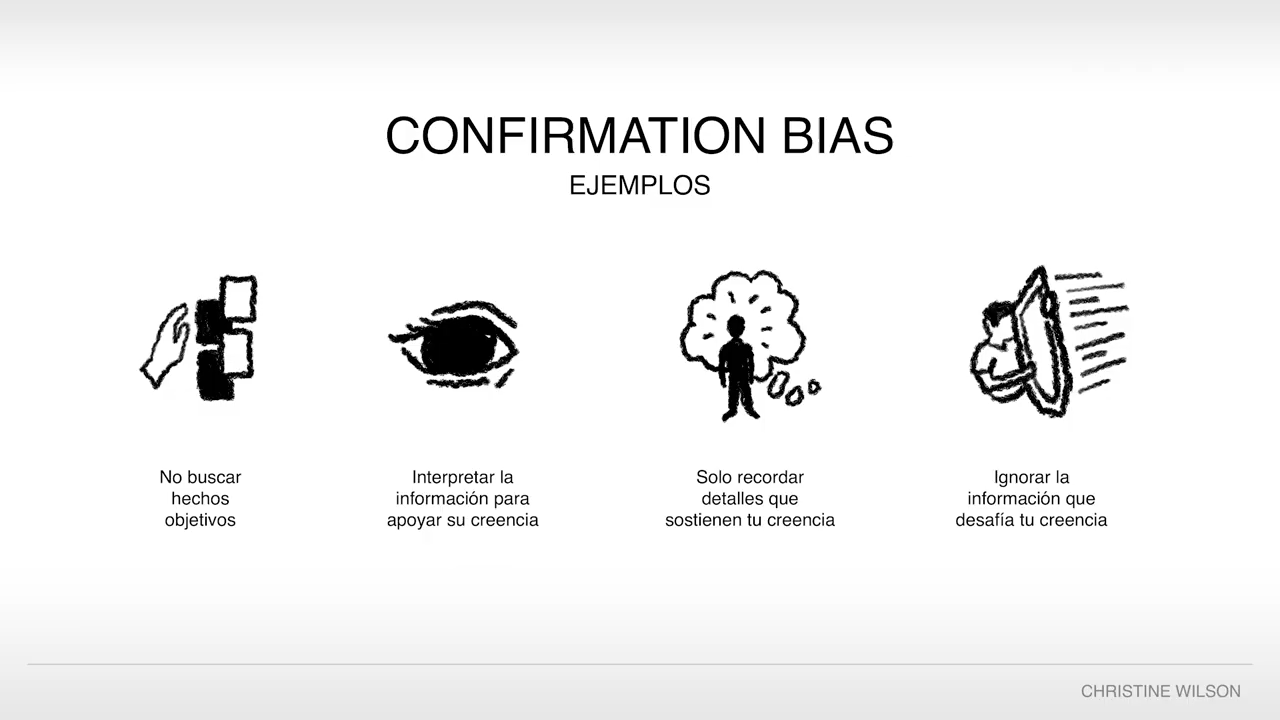 CONFIRMATION BIAS
EJEMPLOS
No buscar
hechos
objetivos
Interpretar la
información para
apoyar su creencia
Solo recordar
detalles que
sostienen tu creencia
Ignorar la
información que
desafía tu creencia
CHRISTINE WILSON